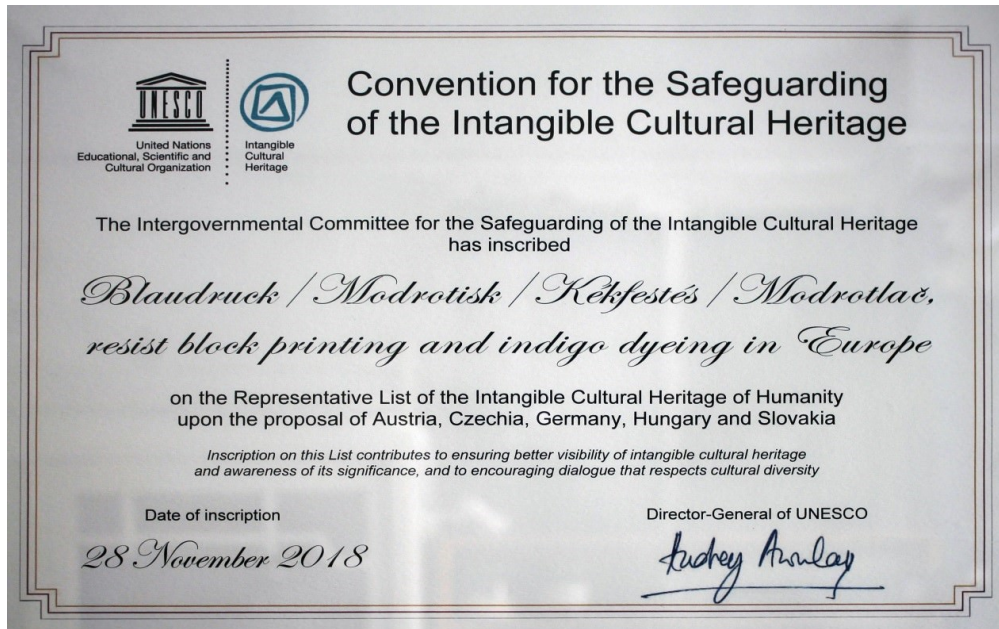 UNESCO
United Nations
Educational, Scientific and
Cultural Organization
Intangible
Cultural
Heritage
Convention for the Safeguarding
of the Intangible Cultural Heritage
The Intergovernmental Committee for the Safeguarding of the Intangible Cultural Heritage
has inscribed
Blaudruck / Modrotisk / Kékfestés / Modrotlač,
resist block printing and indigo dyeing in Europe
on the Representative List of the Intangible Cultural Heritage of Humanity
upon the proposal of Austria, Czechia, Germany, Hungary and Slovakia
Inscription on this List contributes to ensuring better visibility of intangible cultural heritage
and awareness of its significance, and to encouraging dialogue that respects cultural diversity
Date of inscription
28 November 2018
Director-General of UNESCO
Audrey Azoulay